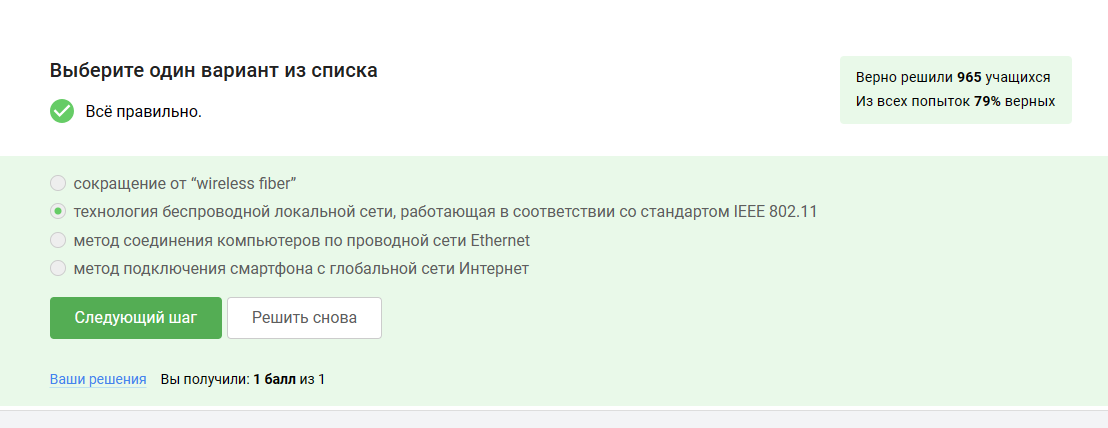 Выберите один вариант из списка
Всё правильно.
Верно решили 965 учащихся
Из всех попыток 79% верных
сокращение от “wireless fiber”
технология беспроводной локальной сети, работающая в соответствии со стандартом IEEE 802.11
метод соединения компьютеров по проводной сети Ethernet
метод подключения смартфона с глобальной сети Интернет
Следующий шаг
Решить снова
Ваши решения Вы получили: 1 балл из 1